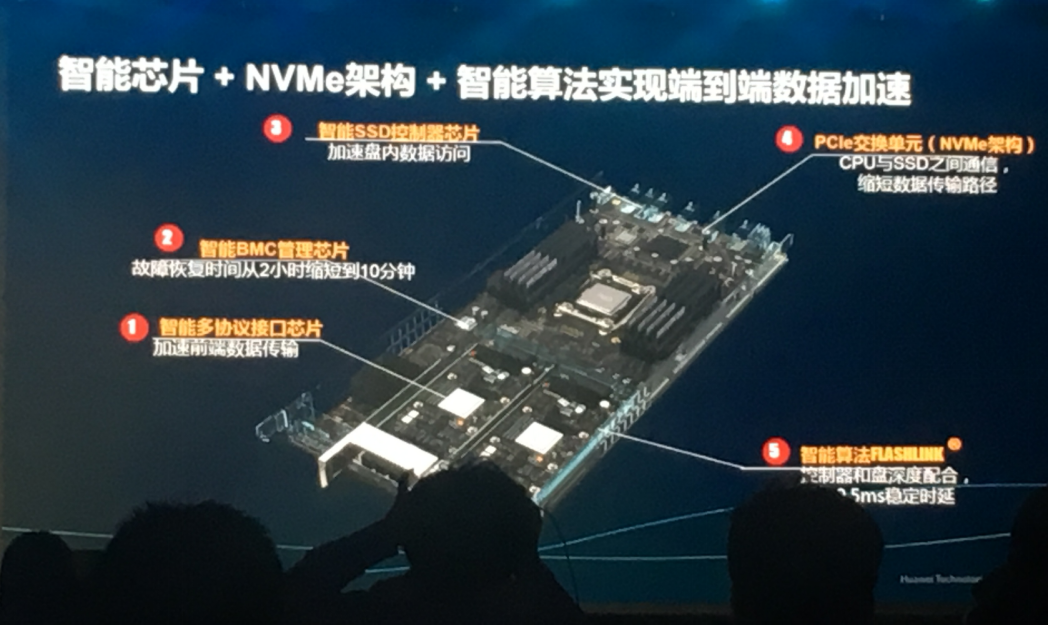 智能芯片 + NVMe架构 + 智能算法实现端到端数据加速
3 智能SSD控制器芯片
加速盘内数据访问
4 PCIe交换单元（NVMe架构）
CPU与SSD之间通信，
缩短数据传输路径
2 智能BMC管理芯片
故障恢复时间从2小时缩短到10分钟
1 智能多协议接口芯片
加速前端数据传输
5 智能算法FLASHLINK®
控制器和盘深度配合，
.5ms稳定时延
Huawei